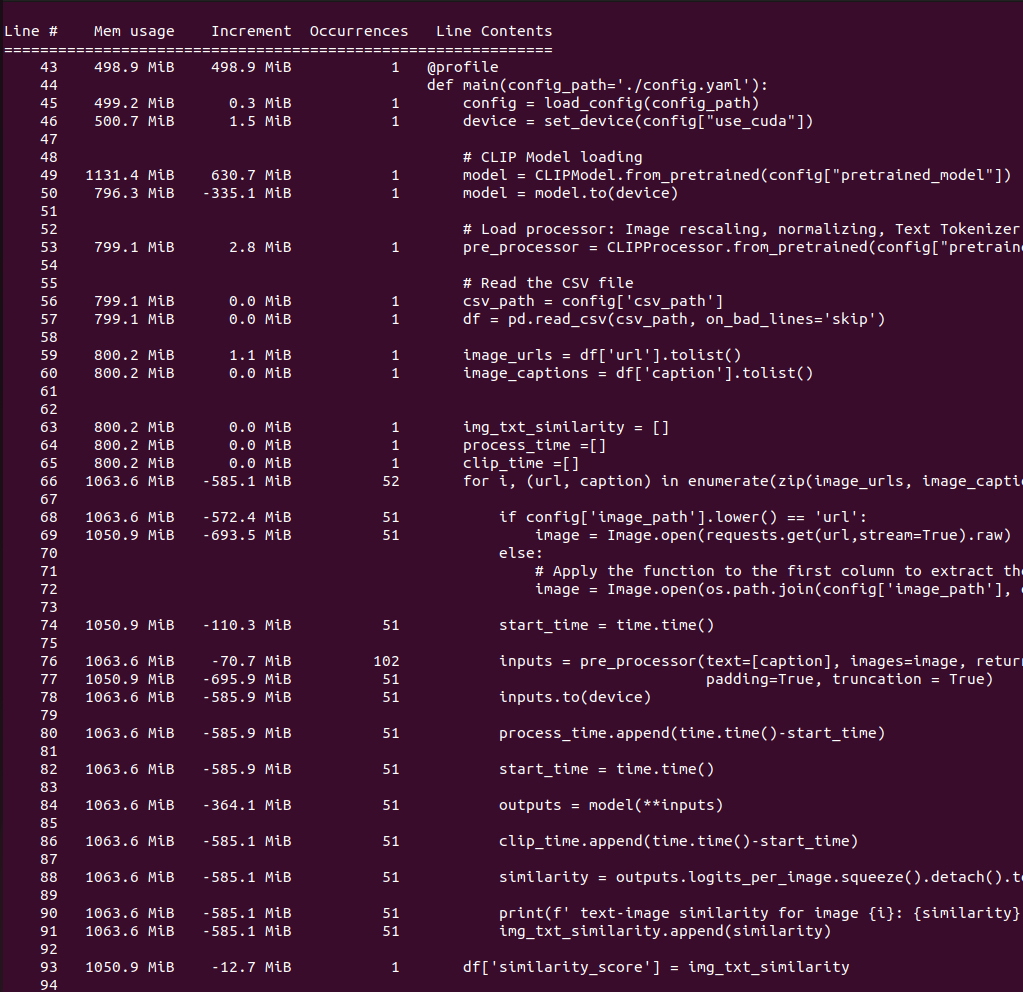 Line # Mem usage Increment Occurrences Line Contents
=============================================================
43 498.9 MiB 498.9 MiB 1 @profile
44 def main(config_path='./config.yaml'):
45 499.2 MiB 0.3 MiB 1 config = load_config(config_path)
46 500.7 MiB 1.5 MiB 1 device = set_device(config["use_cuda"])
47
48 # CLIP Model loading
49 1131.4 MiB 630.7 MiB 1 model = CLIPModel.from_pretrained(config["pretrained_model"])
50 796.3 MiB -335.1 MiB 1 model = model.to(device)
51
52 # Load processor: Image rescaling, normalizing, Text Tokenizer
53 799.1 MiB 2.8 MiB 1 pre_processor = CLIPProcessor.from_pretrained(config["pretraine
54
55 # Read the CSV file
56 799.1 MiB 0.0 MiB 1 csv_path = config['csv_path']
57 799.1 MiB 0.0 MiB 1 df = pd.read_csv(csv_path, on_bad_lines='skip')
58
59 800.2 MiB 1.1 MiB 1 image_urls = df['url'].tolist()
60 800.2 MiB 0.0 MiB 1 image_captions = df['caption'].tolist()
61
62
63 800.2 MiB 0.0 MiB 1 img_txt_similarity = []
64 800.2 MiB 0.0 MiB 1 process_time =[]
65 800.2 MiB 0.0 MiB 1 clip_time =[]
66 1063.6 MiB -585.1 MiB 52 for i, (url, caption) in enumerate(zip(image_urls, image_captio
67
68 1063.6 MiB -572.4 MiB 51 if config['image_path'].lower() == 'url':
69 1050.9 MiB -693.5 MiB 51 image = Image.open(requests.get(url,stream=True).raw)
70 else:
71 # Apply the function to the first column to extract the
72 image = Image.open(os.path.join(config['image_path'],
73
74 1050.9 MiB -110.3 MiB 51 start_time = time.time()
75
76 1063.6 MiB -70.7 MiB 102 inputs = pre_processor(text=[caption], images=image, return
77 1050.9 MiB -695.9 MiB 51 padding=True, truncation = True)
78 1063.6 MiB -585.9 MiB 51 inputs.to(device)
79
80 1063.6 MiB -585.9 MiB 51 process_time.append(time.time()-start_time)
81
82 1063.6 MiB -585.9 MiB 51 start_time = time.time()
83
84 1063.6 MiB -364.1 MiB 51 outputs = model(**inputs)
85
86 1063.6 MiB -585.1 MiB 51 clip_time.append(time.time()-start_time)
87
88 1063.6 MiB -585.1 MiB 51 similarity = outputs.logits_per_image.squeeze().detach().to
89
90 1063.6 MiB -585.1 MiB 51 print(f' text-image similarity for image {i}: {similarity}
91 1063.6 MiB -585.1 MiB 51 img_txt_similarity.append(similarity)
92
93 1050.9 MiB -12.7 MiB 1 df['similarity_score'] = img_txt_similarity
94